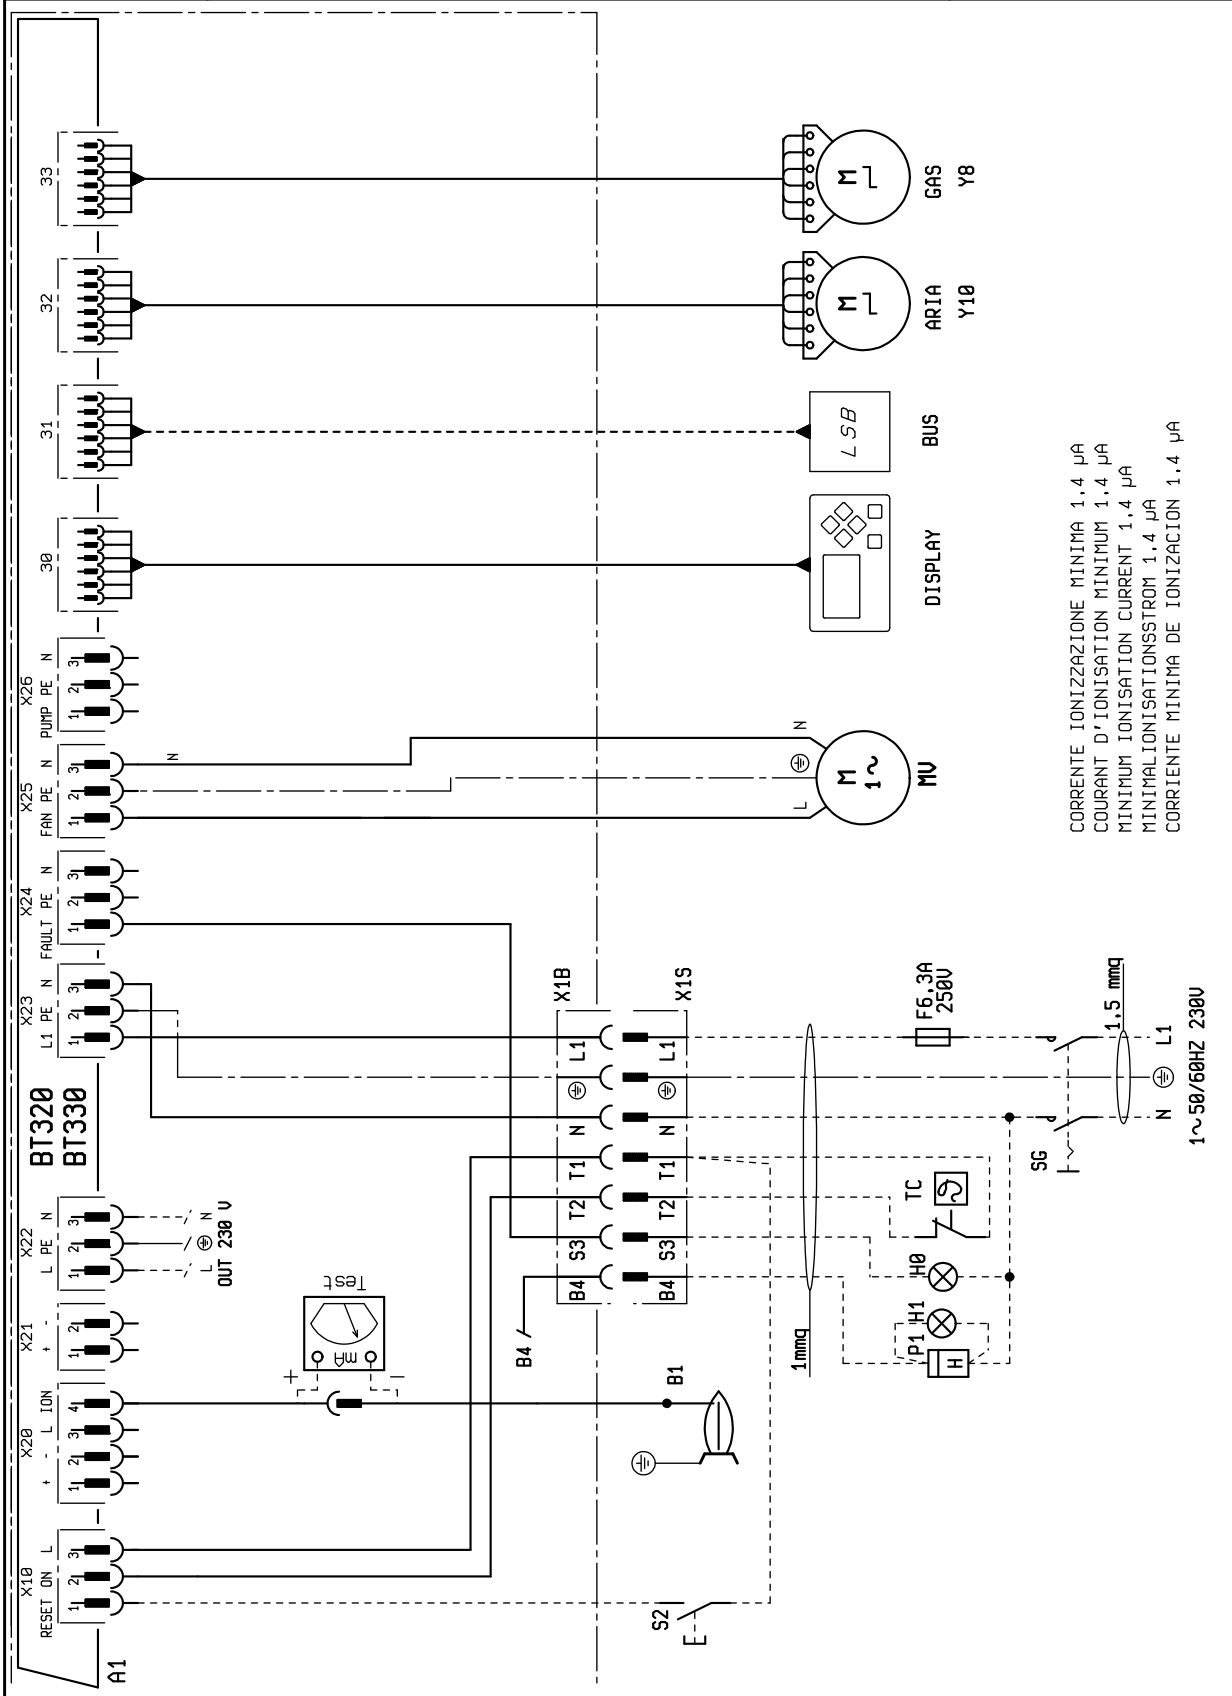 A1
X10
RESET ON L
1 2 3
X20
+ - L ION
1 2 3 4
X21
+ -
1 2
X22
L PE N
1 2 3
L N
OUT 230 V
BT320
BT330
X23
L1 PE N
1 2 3
X24
FAULT PE N
1 2 3
X25
FAN PE N
1 2 3
N
X26
PUMP PE N
1 2 3
30
31
32
33
+ -
mA
Test
B4
X1B
B4 S3 T2 T1 N L1
X1S
B4 S3 T2 T1 N L1
S2
B1
L N
M
1~
MV
DISPLAY
LSB
BUS
M
ARIA
Y10
M
GAS
Y8
1mmq
H
P1 H1
H0
TC
F6,3A
250V
SG
1,5 mmq
N L1
1~50/60HZ 230V
CORRENTE IONIZZAZIONE MINIMA 1,4 µA
COURANT D'IONISATION MINIMUM 1,4 µA
MINIMUM IONISATION CURRENT 1,4 µA
MINIMALIONISATIONSSTROM 1,4 µA
CORRIENTE MINIMA DE IONIZACION 1,4 µA